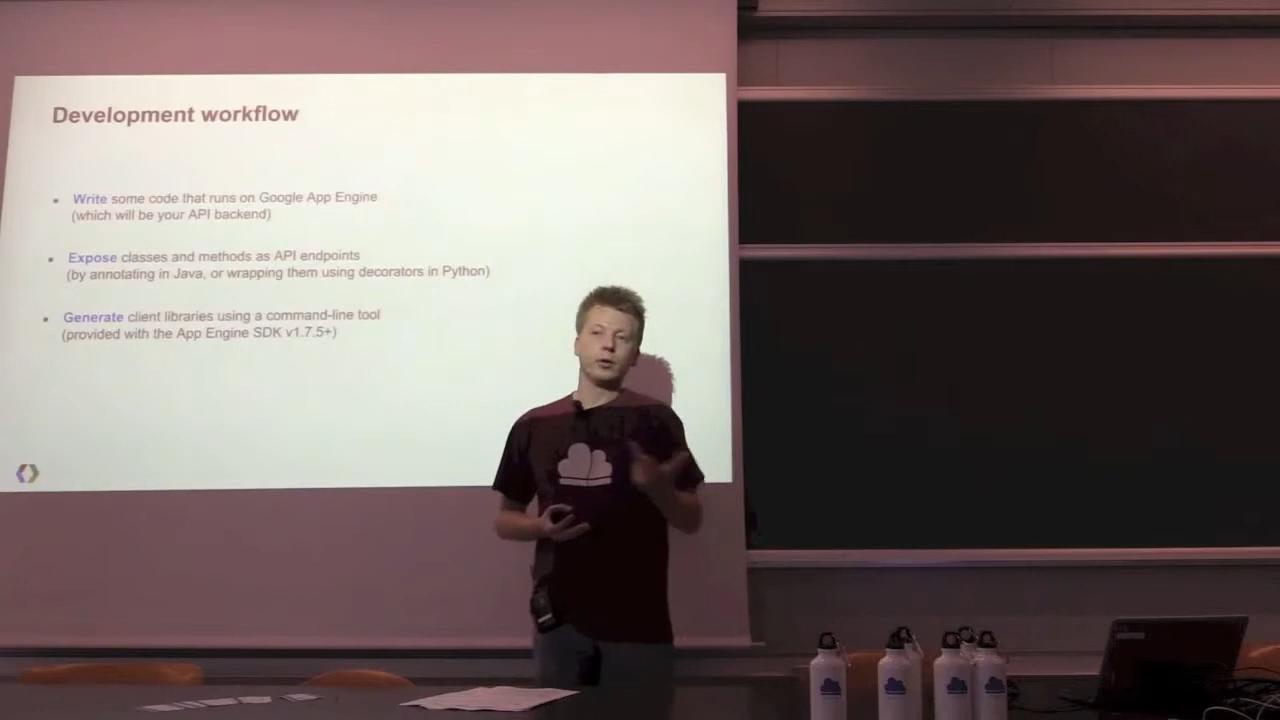 Development workflow
Write some code that runs on Google App Engine
(which will be your API backend)
Expose classes and methods as API endpoints
(by annotating in Java, or wrapping them using decorators in Python)
Generate client libraries using a command-line tool
(provided with the App Engine SDK v1.7.5+)